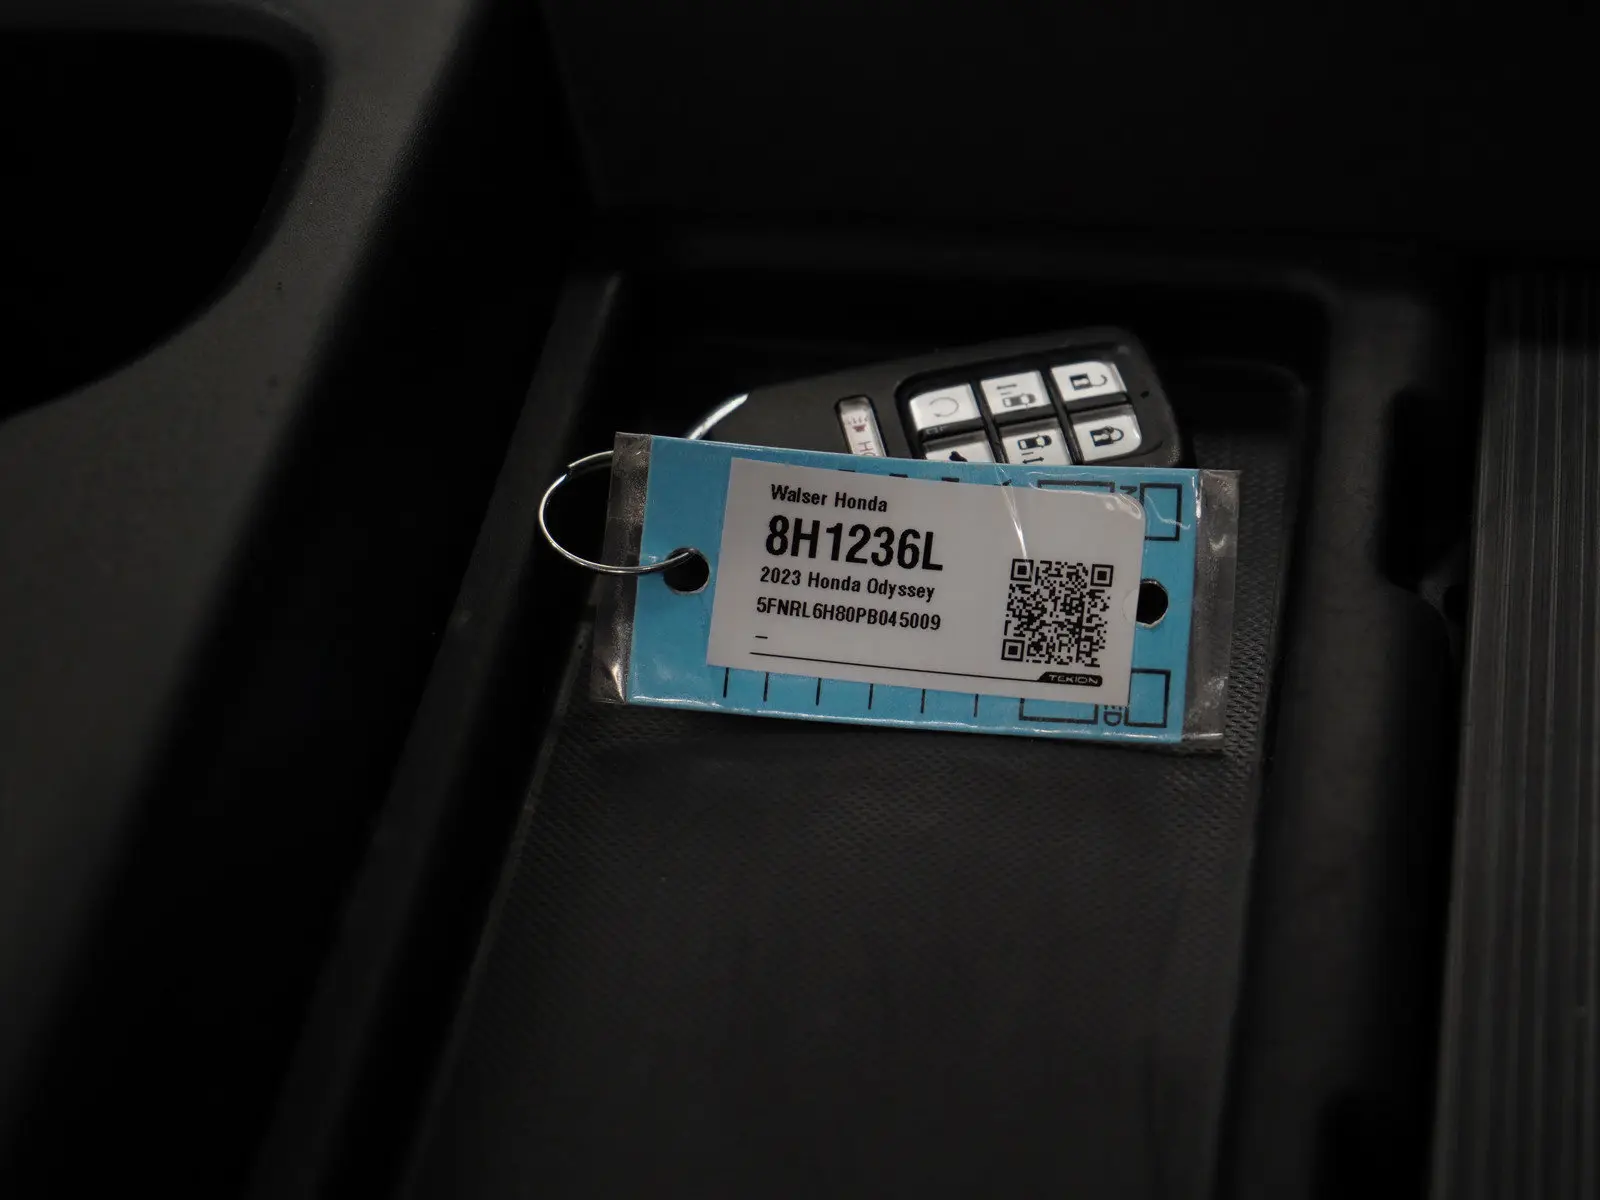 Walser Honda
8H1236L
2023 Honda Odyssey
5FNRL6H80PB045009
–
TEKION